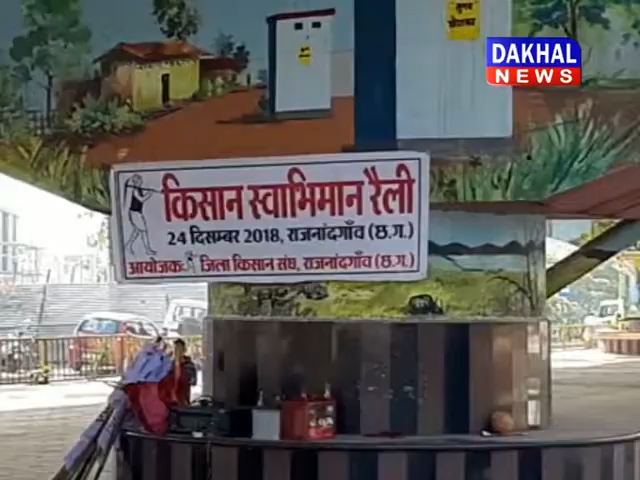 DAKHAL
NEWS
किसान स्वाभिमान रैली
24 दिसम्बर 2018, राजनांदगाँव (छ.ग.)
आयोजक: जिला किसान संघ, राजनांदगाँव (छ.ग.)